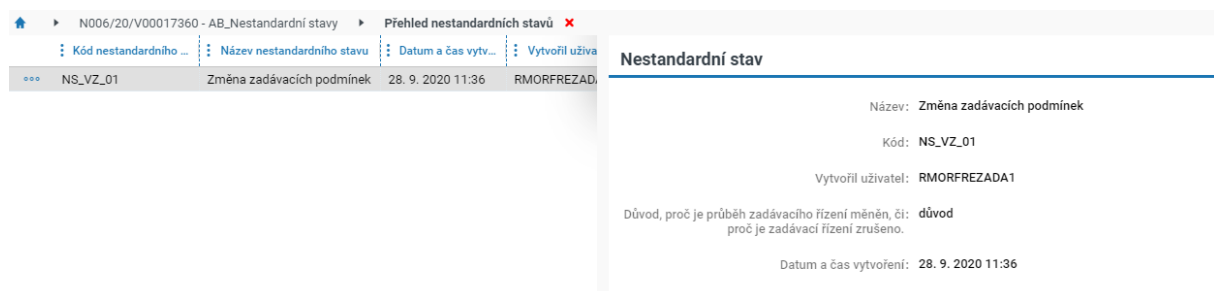 N006/20/V00017360 - AB_Nestandardní stavy Přehled nestandardních stavů
Kód nestandardního ... Název nestandardního stavu Datum a čas vytv... Vytvořil uživa
NS_VZ_01 Změna zadávacích podmínek 28. 9. 2020 11:36 RMORFREZADA
Nestandardní stav
Název: Změna zadávacích podmínek
Kód: NS_VZ_01
Vytvořil uživatel: RMORFREZADA1
Důvod, proč je průběh zadávacího řízení měněn, či: důvod
proč je zadávací řízení zrušeno.
Datum a čas vytvoření: 28. 9. 2020 11:36